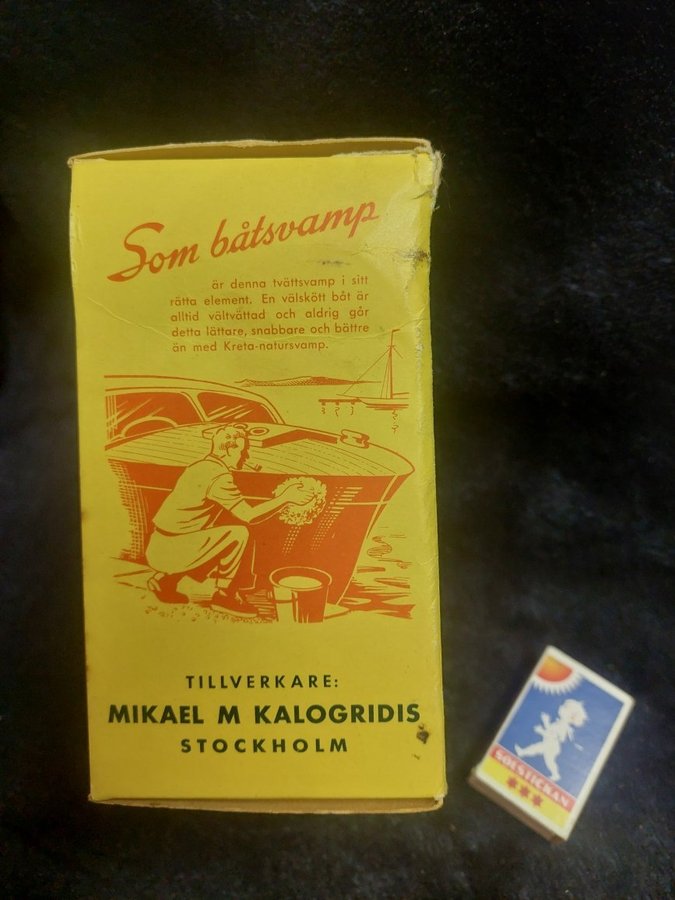 Som båtsvamp
är denna tvättsvamp i sitt
rätta element. En välskött båt är
alltid vältvättad och aldrig går
detta lättare, snabbare och bättre
än med Kreta-natursvamp.
TILLVERKARE:
MIKAEL M KALOGRIDIS
STOCKHOLM
SOLSTICKAN